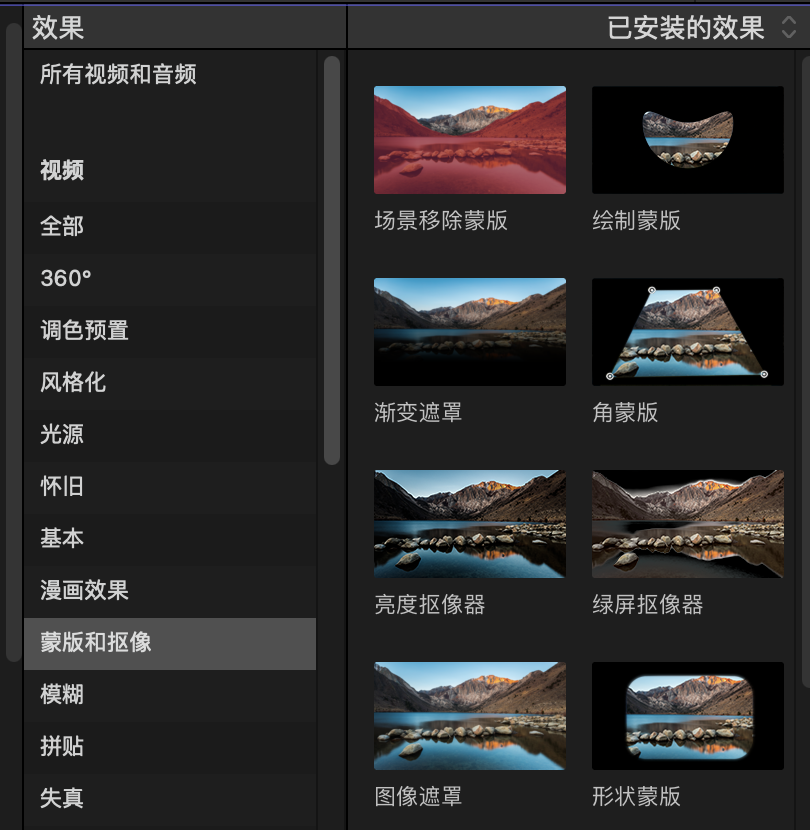 效果
已安装的效果
所有视频和音频
视频
全部
360°
调色预置
风格化
光源
怀旧
基本
漫画效果
蒙版和抠像
模糊
拼贴
失真
场景移除蒙版
绘制蒙版
渐变遮罩
角蒙版
亮度抠像器
绿屏抠像器
图像遮罩
形状蒙版